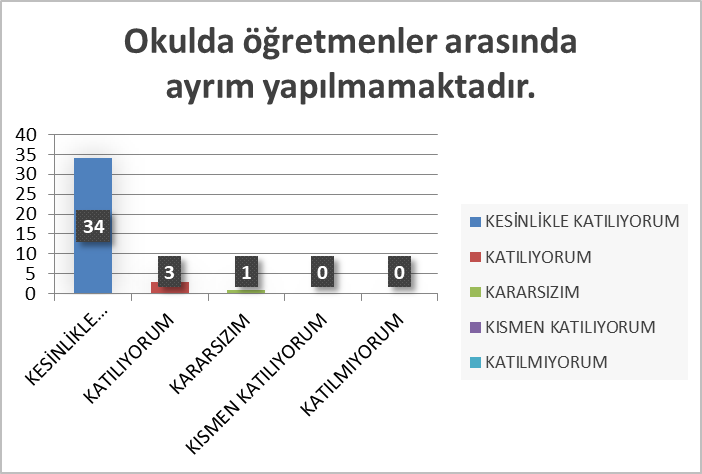 Okulda öğretmenler arasında
ayrım yapılmamaktadır.
40
35
30
25
20
15
10
5
0
34
3
1
0
0
KESİNLİKLE...
KATILIYORUM
KARARSIZIM
KISMEN KATILIYORUM
KATILMIYORUM
KESİNLİKLE KATILIYORUM
KATILIYORUM
KARARSIZIM
KISMEN KATILIYORUM
KATILMIYORUM